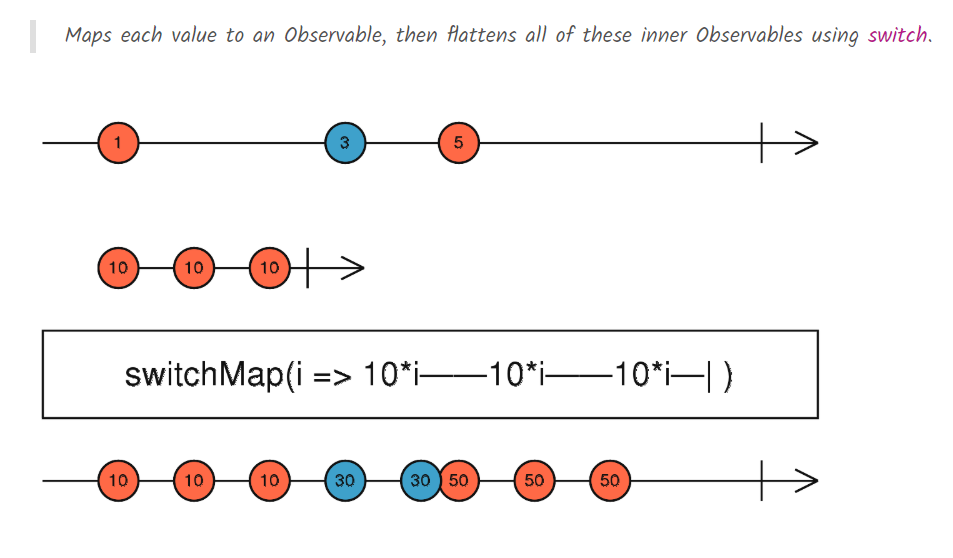 Maps each value to an Observable, then flattens all of these inner Observables using switch.
1 3 5
10 10 10
switchMap(i => 10*i——10*i——10*i—| )
10 10 10 30 30 50 50 50